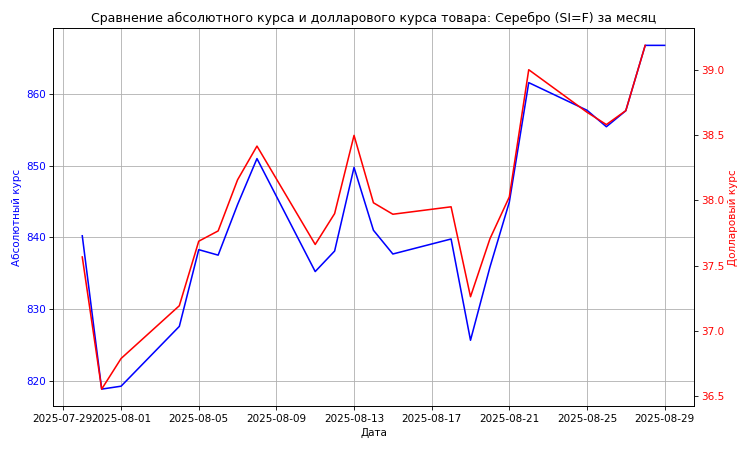 Сравнение абсолютного курса и долларового курса товара: Серебро (SI=F) за месяц
Абсолютный курс
860
850
840
830
820
39.0
38.5
38.0
37.5
37.0
36.5
Долларовый курс
2025-07-29 2025-08-01 2025-08-05 2025-08-09 2025-08-13 2025-08-17 2025-08-21 2025-08-25 2025-08-29
Дата